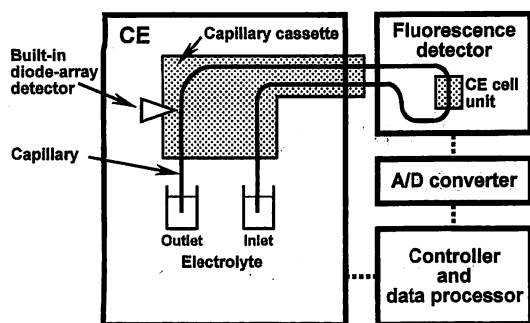 CE
Capillary cassette
Built-in
diode-array
detector
Capillary
Outlet
Inlet
Electrolyte
Fluorescence
detector
CE cell
unit
A/D converter
Controller
and
data processor